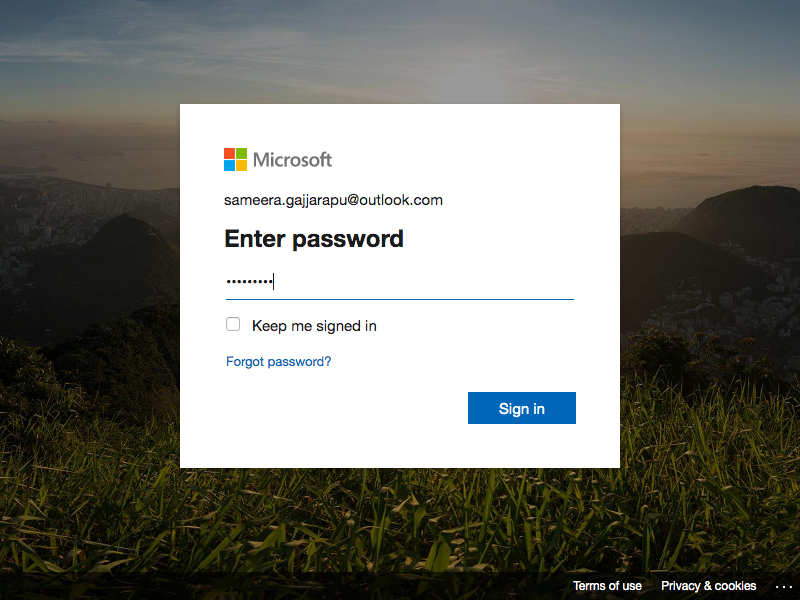 Microsoft
sameera.gajjarapu@outlook.com
Enter password
•••••••••
Keep me signed in
Forgot password?
Sign in
Terms of use Privacy & cookies ...